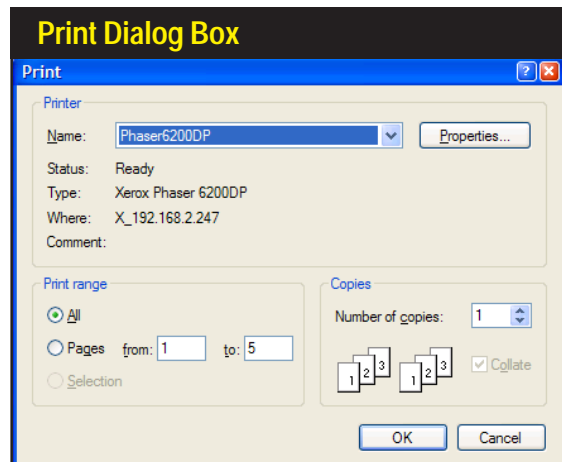 Print Dialog Box
Print
Printer
Name: Phaser6200DP Properties...
Status: Ready
Type: Xerox Phaser 6200DP
Where: X_192.168.2.247
Comment:
Print range
All
Pages from: 1 to: 5
Selection
Copies
Number of copies: 1
1 2 3 1 2 3 Collate
OK Cancel